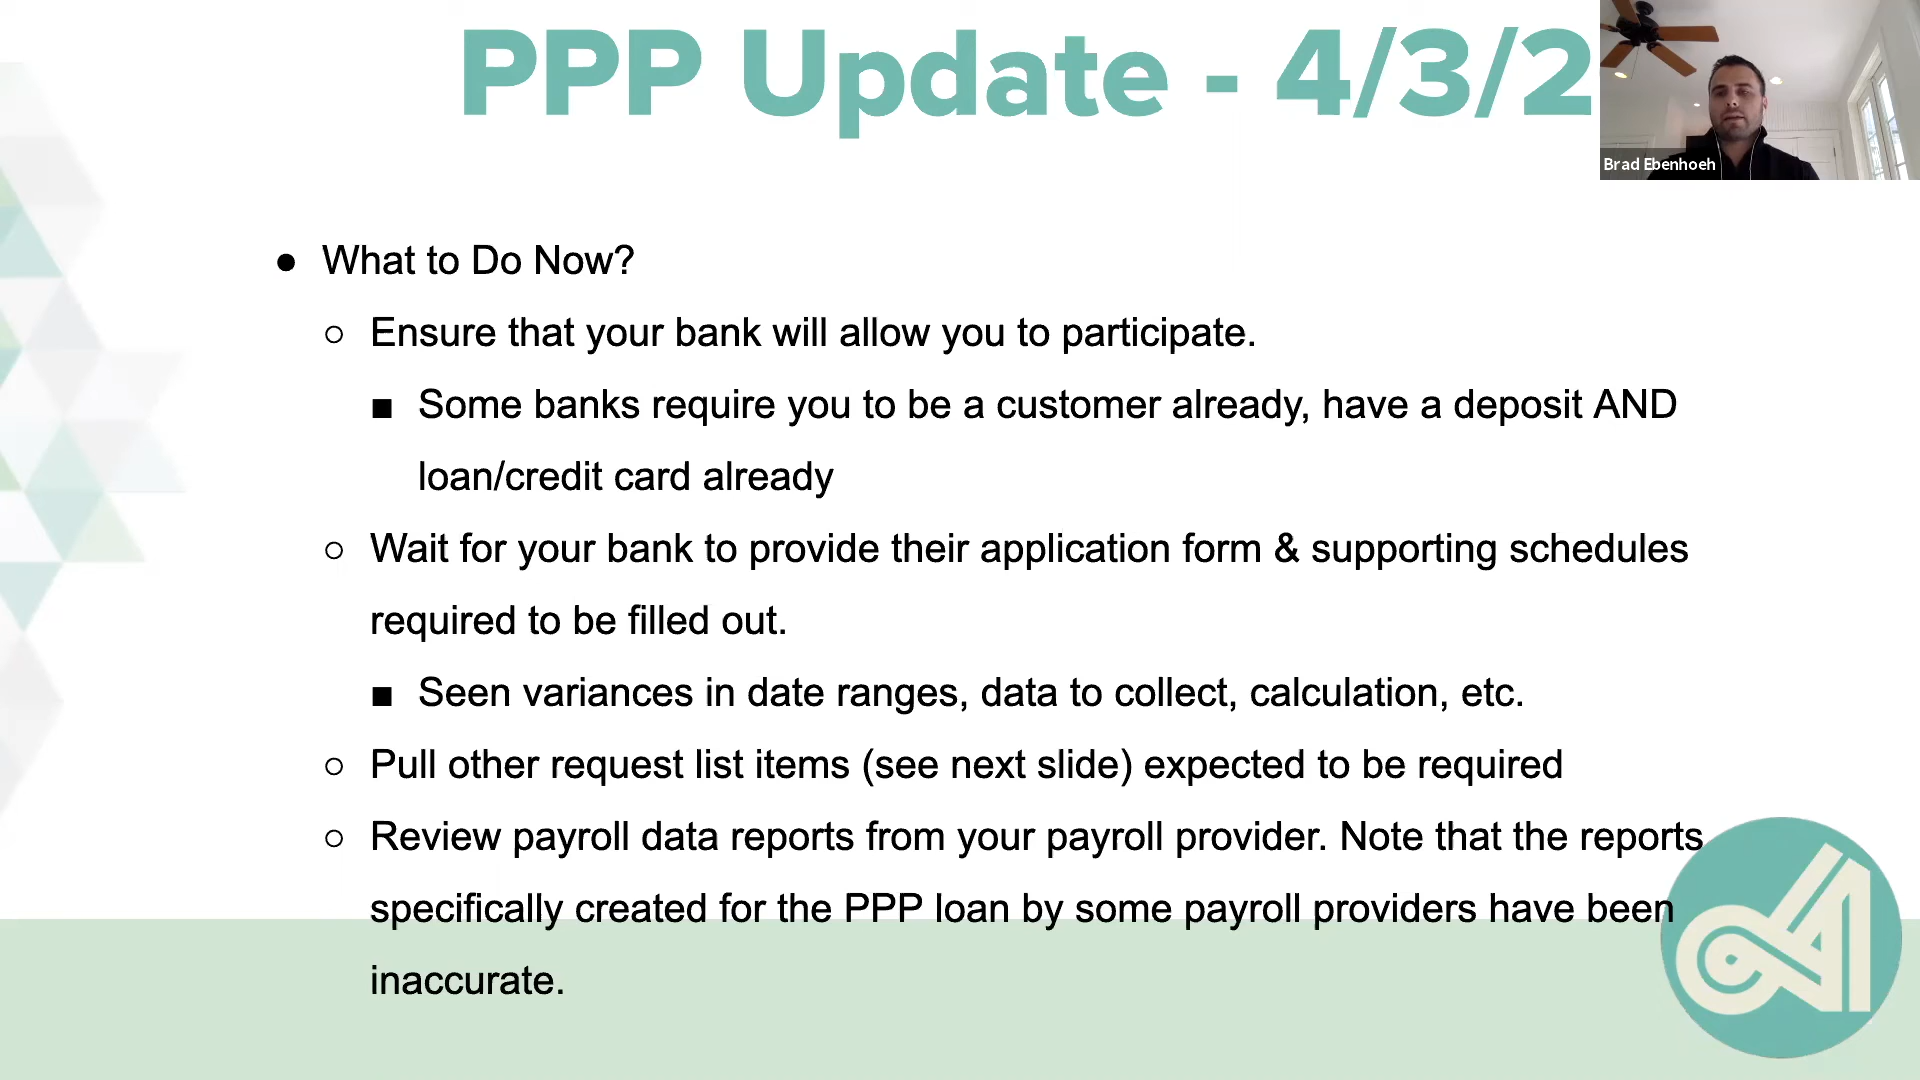 PPP Update - 4/3/2
Brad Ebenhoeh
● What to Do Now?
○ Ensure that your bank will allow you to participate.
■ Some banks require you to be a customer already, have a deposit AND
loan/credit card already
○ Wait for your bank to provide their application form & supporting schedules
required to be filled out.
■ Seen variances in date ranges, data to collect, calculation, etc.
○ Pull other request list items (see next slide) expected to be required
○ Review payroll data reports from your payroll provider. Note that the reports
specifically created for the PPP loan by some payroll providers have been
inaccurate.